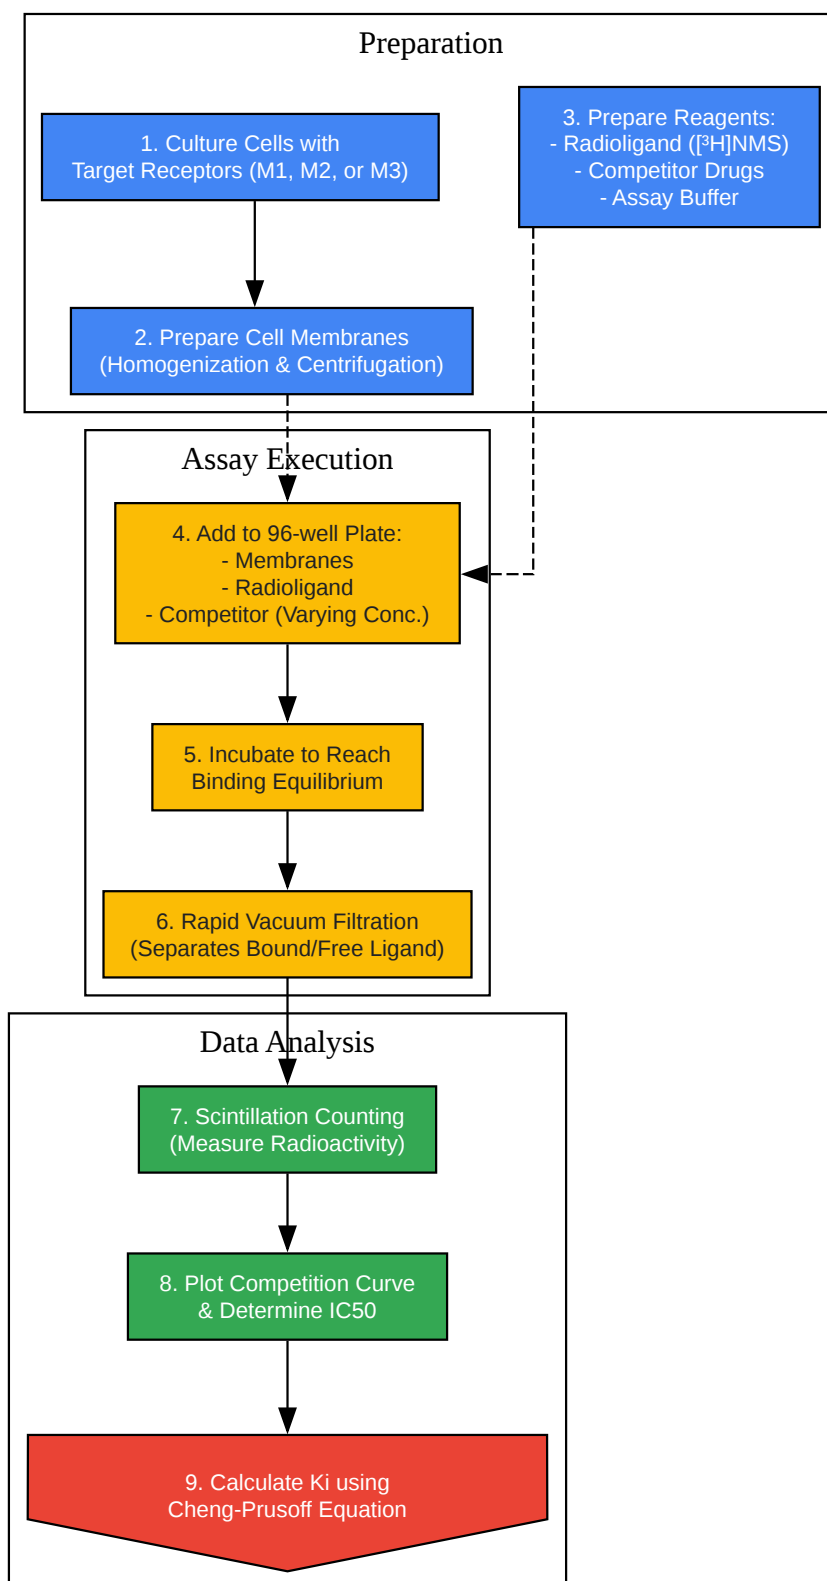 Preparation
1. Culture Cells with
Target Receptors (M1, M2, or M3)
3. Prepare Reagents:
- Radioligand ([³H]NMS)
- Competitor Drugs
- Assay Buffer
2. Prepare Cell Membranes
(Homogenization & Centrifugation)
Assay Execution
4. Add to 96-well Plate:
- Membranes
- Radioligand
- Competitor (Varying Conc.)
5. Incubate to Reach
Binding Equilibrium
6. Rapid Vacuum Filtration
(Separates Bound/Free Ligand)
Data Analysis
7. Scintillation Counting
(Measure Radioactivity)
8. Plot Competition Curve
& Determine IC50
9. Calculate Ki using
Cheng-Prusoff Equation